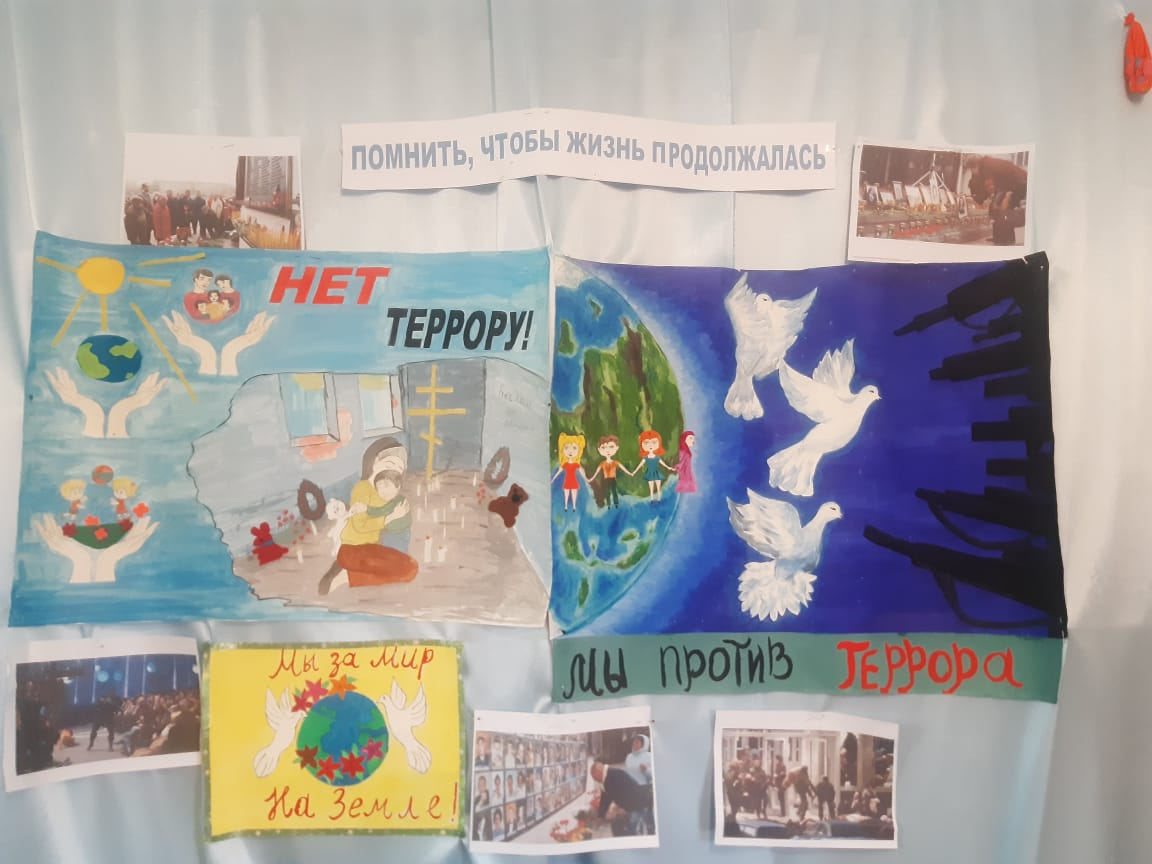 ПОМНИТЬ, ЧТОБЫ ЖИЗНЬ ПРОДОЛЖАЛАСЬ
НЕТ
ТЕРРОРУ!
МЫ ПРОТИВ ТЕРРОРА
Мы за Мир
На Земле!